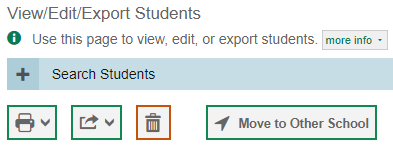 View/Edit/Export Students
Use this page to view, edit, or export students. more info
Search Students
Move to Other School